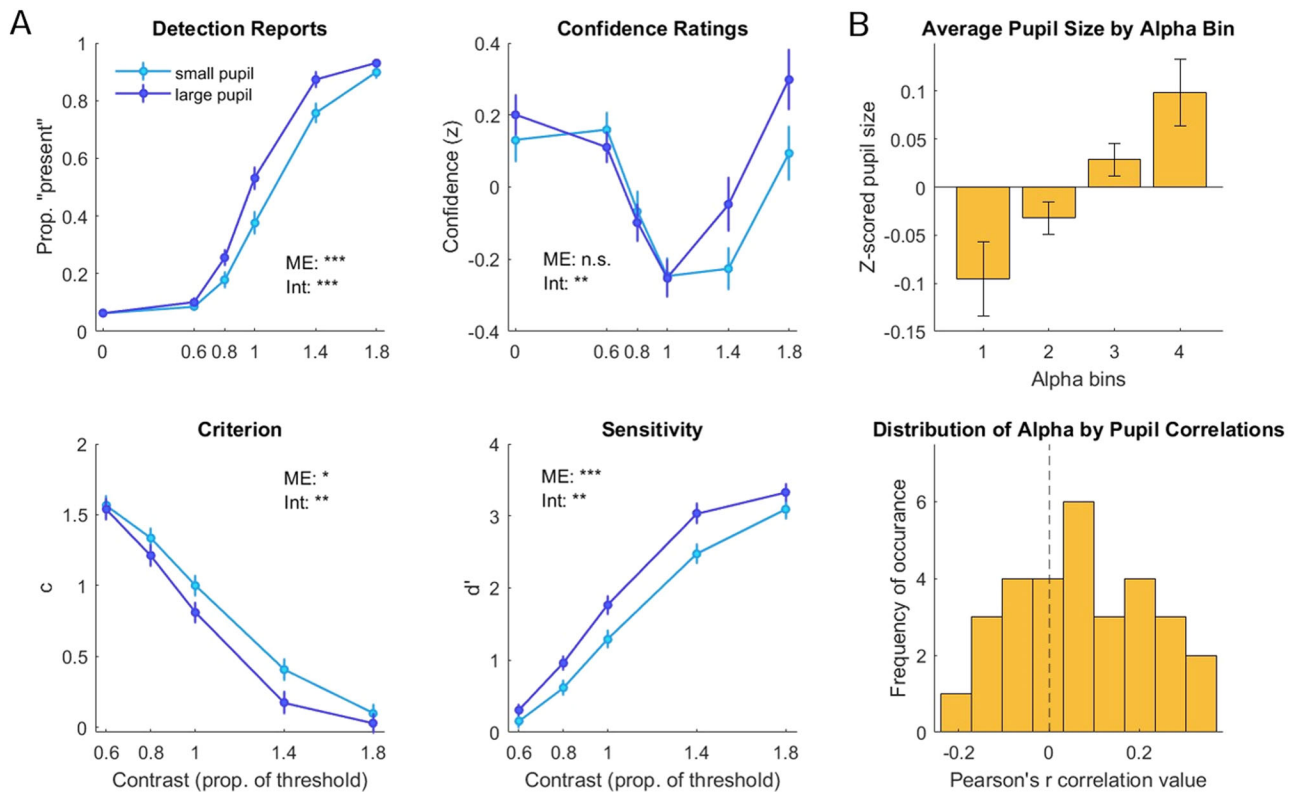 A
Detection Reports
1
0.8
0.6
0.4
0.2
0
Prop. "present"
small pupil
large pupil
ME: ***
Int: ***
0 0.6 0.8 1 1.4 1.8
Confidence Ratings
0.4
0.2
0
-0.2
-0.4
Confidence (z)
ME: n.s.
Int: **
0 0.6 0.8 1 1.4 1.8
B
Average Pupil Size by Alpha Bin
0.1
0.05
0
-0.05
-0.1
-0.15
Z-scored pupil size
1 2 3 4
Alpha bins
Criterion
2
1.5
1
0.5
0
c
ME: *
Int: **
0.6 0.8 1 1.4 1.8
Contrast (prop. of threshold)
Sensitivity
4
3
2
1
0
d'
ME: ***
Int: **
0.6 0.8 1 1.4 1.8
Contrast (prop. of threshold)
Distribution of Alpha by Pupil Correlations
6
4
2
0
Frequency of occurance
-0.2 0 0.2
Pearson's r correlation value